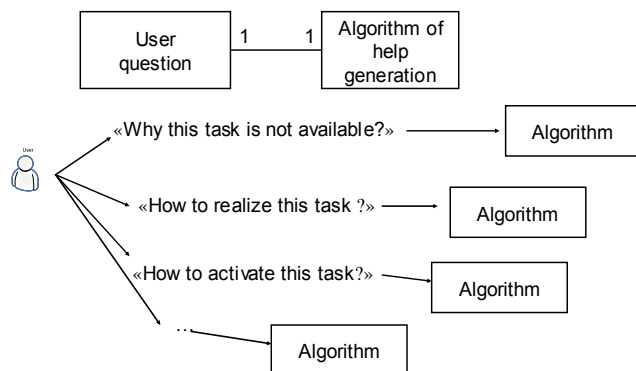 User
question
1
1
Algorithm of
help
generation
User
«Why this task is not available?»
Algorithm
«How to realize this task ?»
Algorithm
«How to activate this task?»
Algorithm
...
Algorithm